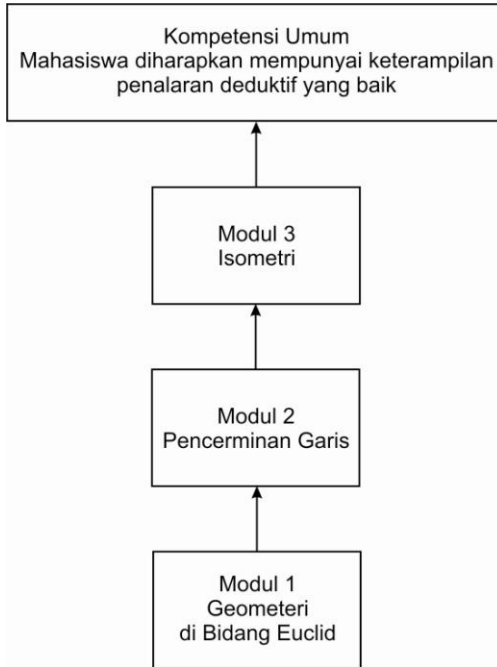 Kompetensi Umum
Mahasiswa diharapkan mempunyai keterampilan
penalaran deduktif yang baik
Modul 3
Isometri
Modul 2
Pencerminan Garis
Modul 1
Geometeri
di Bidang Euclid